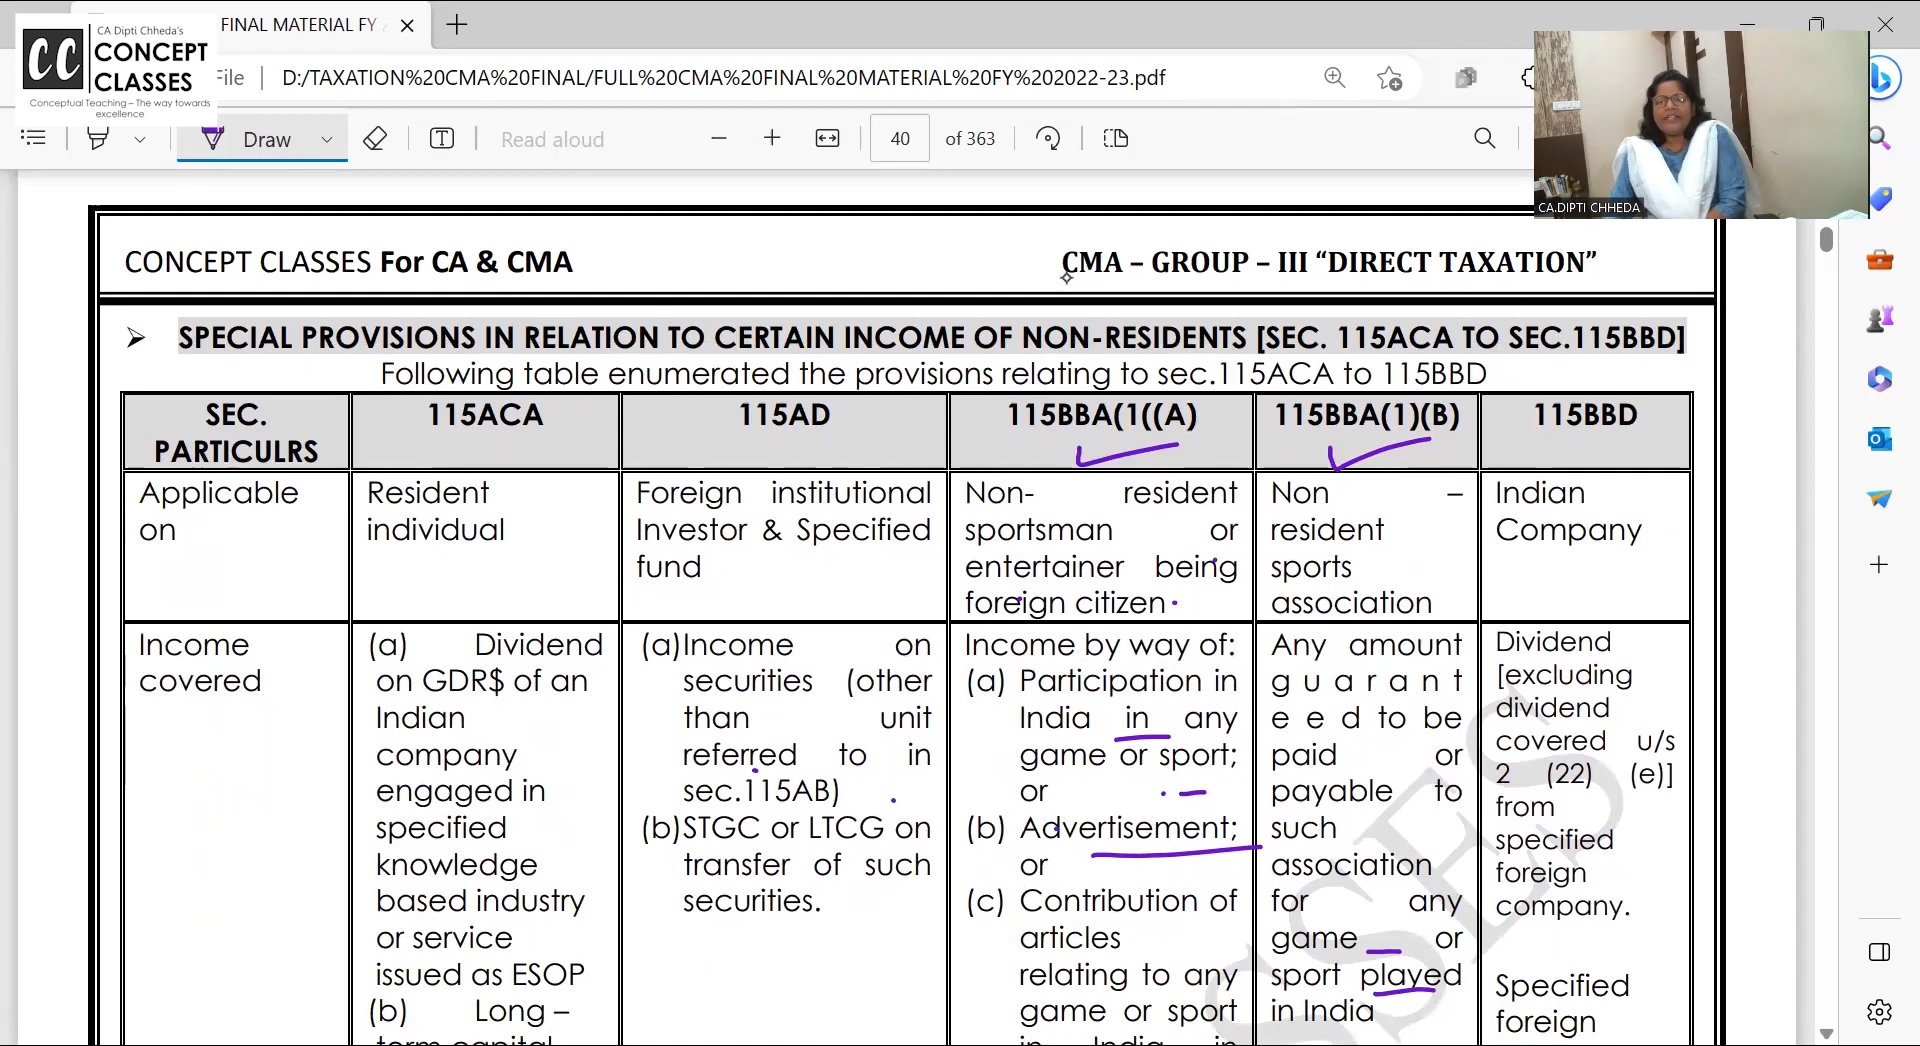 FINAL MATERIAL FY
CA Dipti Chheda's
CONCEPT
CLASSES
Conceptual Teaching – The way towards
excellence
CC
File
D:/TAXATION%20CMA%20FINAL/FULL%20CMA%20FINAL%20MATERIAL%20FY%202022-23.pdf
Draw
Read aloud
40
of 363
CA.DIPTI CHHEDA
CONCEPT CLASSES For CA & CMA
CMA – GROUP – III “DIRECT TAXATION”
SPECIAL PROVISIONS IN RELATION TO CERTAIN INCOME OF NON-RESIDENTS [SEC. 115ACA TO SEC.115BBD]
Following table enumerated the provisions relating to sec.115ACA to 115BBD
SEC.
PARTICULRS
115ACA
115AD
115BBA(1((A)
115BBA(1)(B)
115BBD
Applicable
on
Resident
individual
Foreign institutional
Investor & Specified
fund
Non- resident
sportsman or
entertainer being
foreign citizen
Non –
resident
sports
association
Indian
Company
Income
covered
(a) Dividend
on GDR$ of an
Indian
company
engaged in
specified
knowledge
based industry
or service
issued as ESOP
(b) Long –
term capital
(a)Income on
securities (other
than unit
referred to in
sec.115AB)
(b)STGC or LTCG on
transfer of such
securities.
Income by way of:
(a) Participation in
India in any
game or sport;
or
(b) Advertisement;
or
(c) Contribution of
articles
relating to any
game or sport
in India in
Any amount
g u a r a n t
e e d to be
paid or
payable to
such
association
for any
game or
sport played
in India
Dividend
[excluding
dividend
covered u/s
2 (22) (e)]
from
specified
foreign
company.
Specified
foreign
SSES